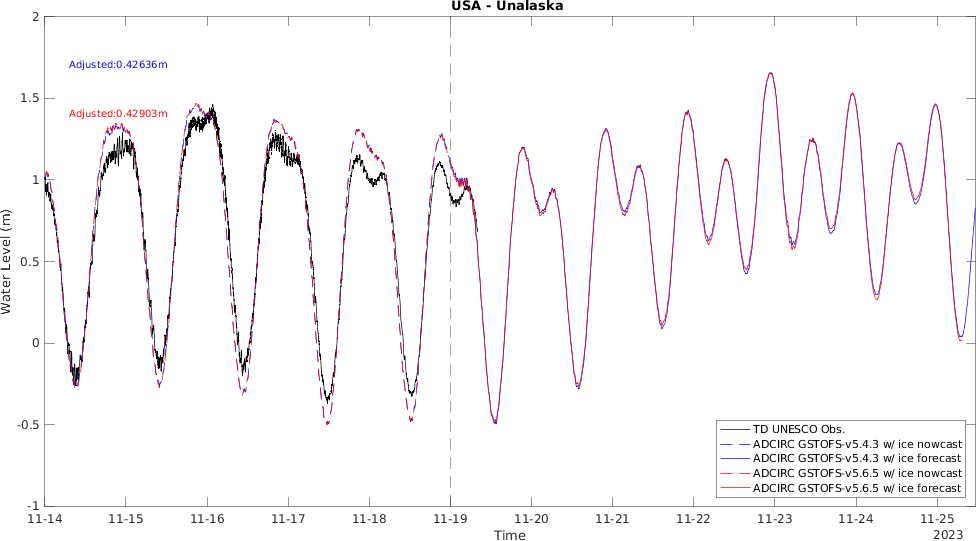 USA - Unalaska
2
1.5
1
0.5
0
-0.5
-1
Water Level (m)
Adjusted:0.42636m
Adjusted:0.42903m
TD UNESCO Obs.
ADCIRC GSTOFS-v5.4.3 w/ ice nowcast
ADCIRC GSTOFS-v5.4.3 w/ ice forecast
ADCIRC GSTOFS-v5.6.5 w/ ice nowcast
ADCIRC GSTOFS-v5.6.5 w/ ice forecast
11-14 11-15 11-16 11-17 11-18 11-19 11-20 11-21 11-22 11-23 11-24 11-25
Time
2023